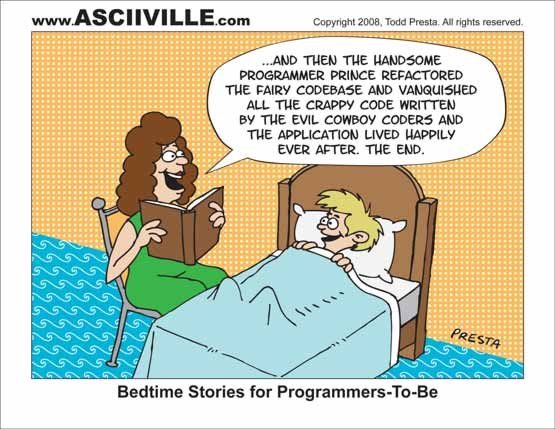 www.ASCIIVILLE.com
Copyright 2008, Todd Presta. All rights reserved.
...AND THEN THE HANDSOME
PROGRAMMER PRINCE REFACTORED
THE FAIRY CODEBASE AND VANQUISHED
ALL THE CRAPPY CODE WRITTEN
BY THE EVIL COWBOY CODERS AND
THE APPLICATION LIVED HAPPILY
EVER AFTER. THE END.
PRESTA
Bedtime Stories for Programmers-To-Be